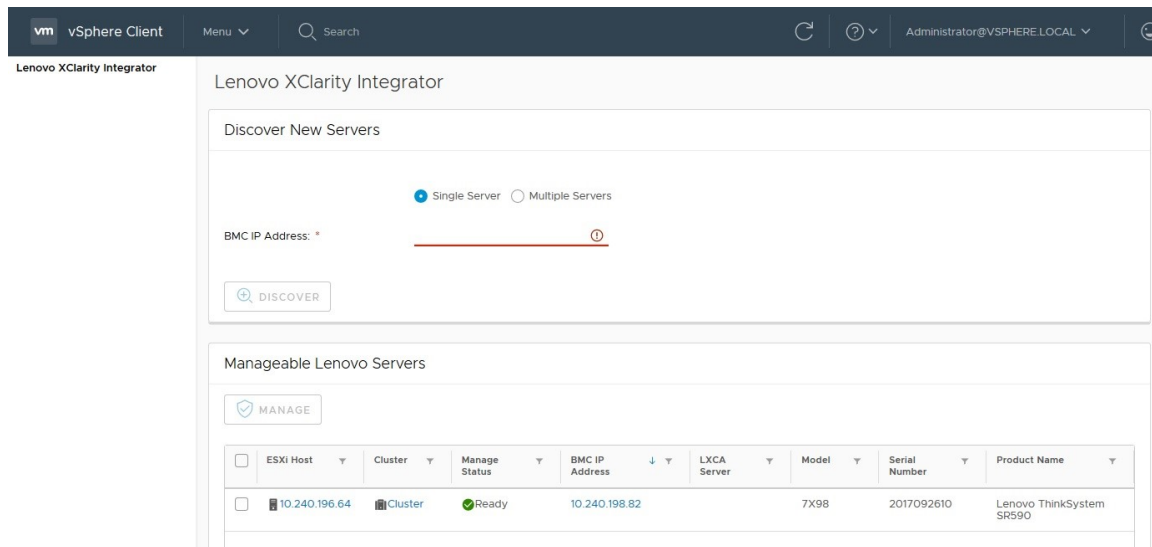 vm vSphere Client Menu Search Administrator@VSPHERE.LOCAL
Lenovo XClarity Integrator
Lenovo XClarity Integrator
Discover New Servers
Single Server Multiple Servers
BMC IP Address: *
DISCOVER
Manageable Lenovo Servers
MANAGE
ESXi Host Cluster Manage Status BMC IP Address LXCA Server Model Serial Number Product Name
10.240.196.64 Cluster Ready 10.240.198.82 7X98 2017092610 Lenovo ThinkSystem SR590